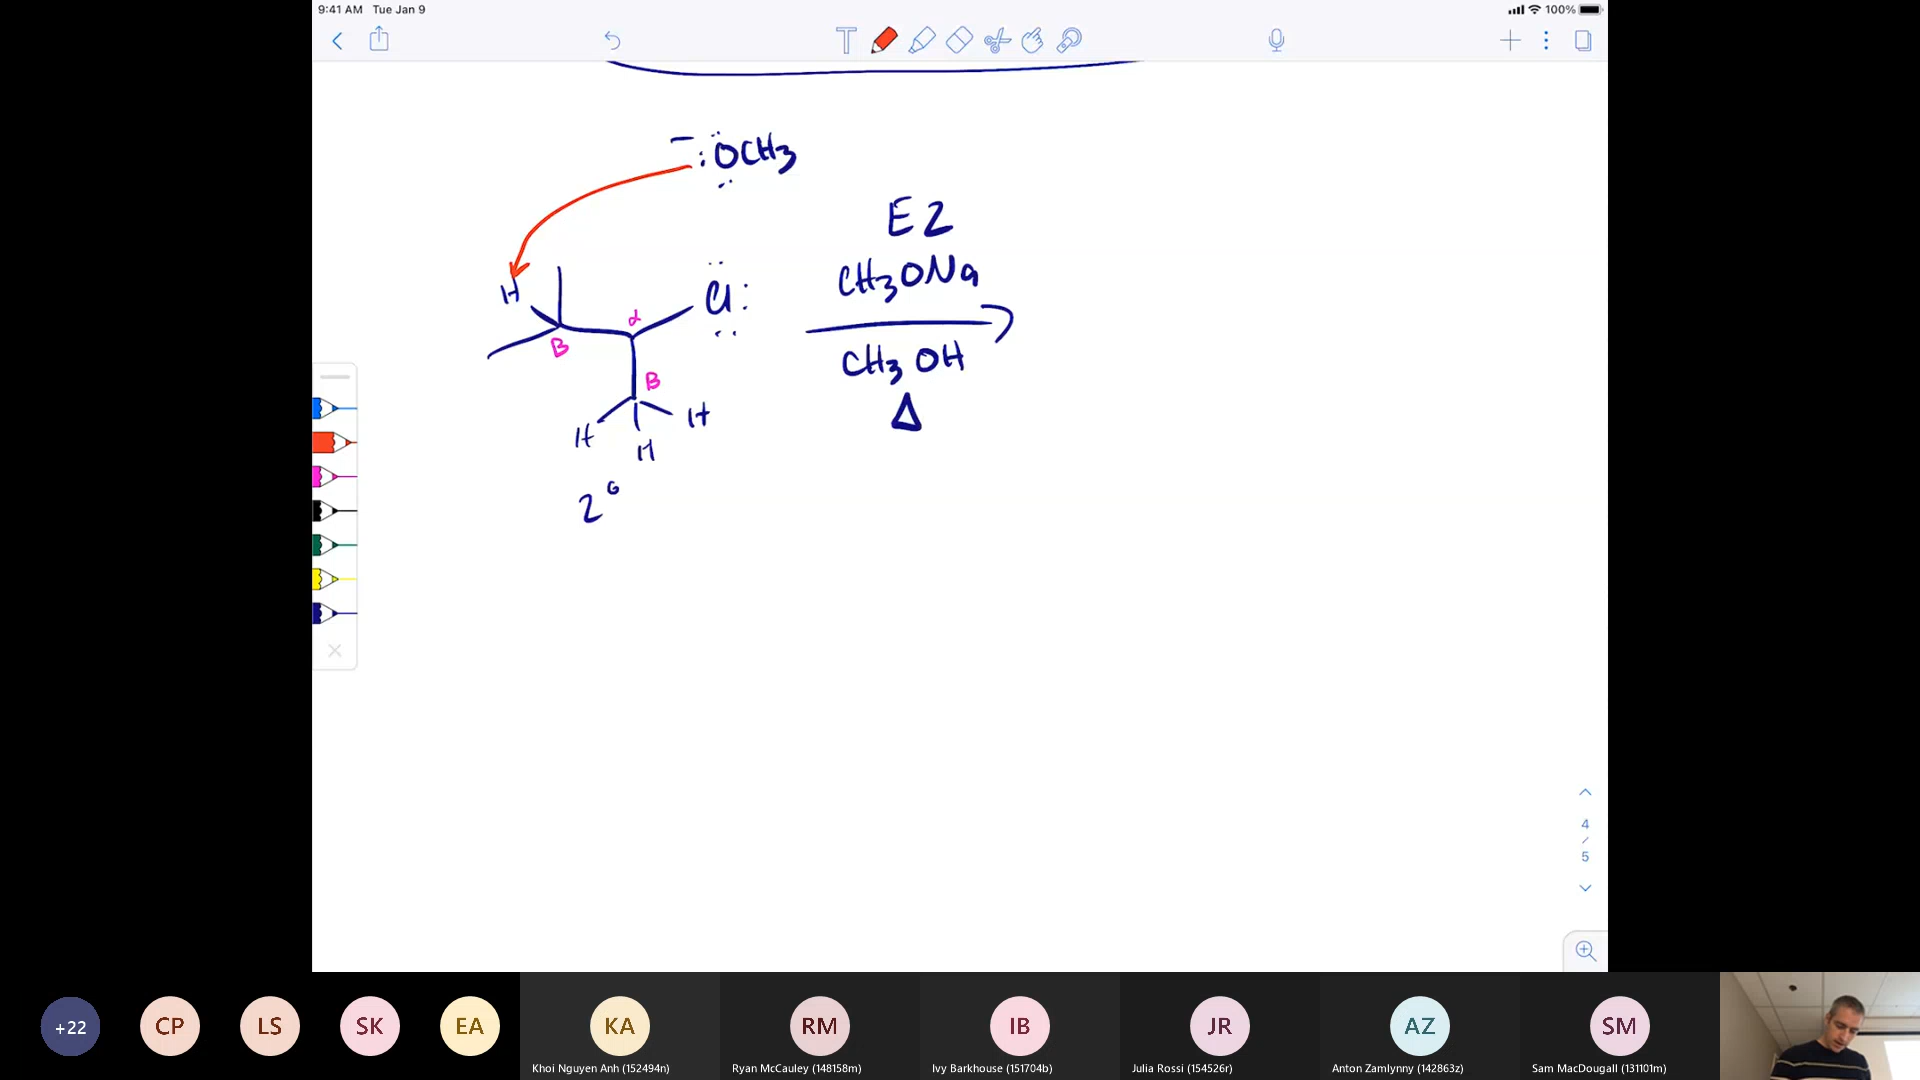 9:41 AM Tue Jan 9
100%
T
:OCH3
E2
CH3ONa
H
Cl:
α
B
CH3OH
B
Δ
H
H
H
2°
4
5
+22
CP
LS
SK
EA
KA
RM
IB
JR
AZ
SM
Khoi Nguyen Anh (152494n)
Ryan McCauley (148158m)
Ivy Barkhouse (151704b)
Julia Rossi (154526r)
Anton Zamlynny (142863z)
Sam MacDougall (131101m)